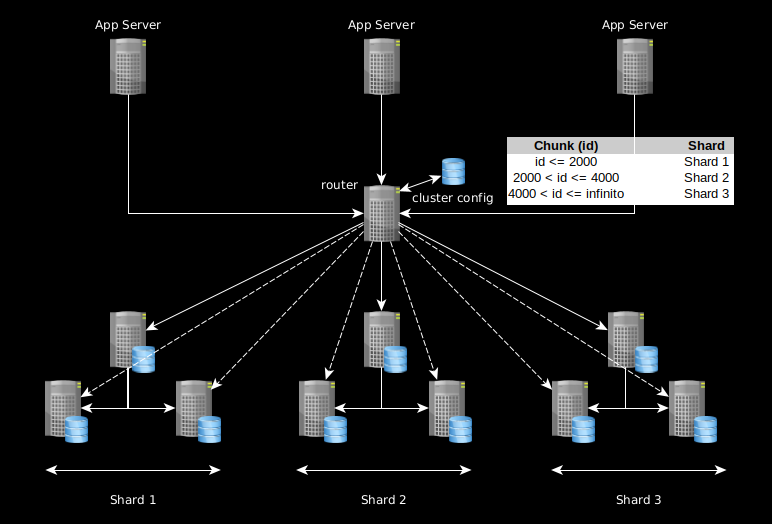 App Server
App Server
App Server
Chunk (id) Shard
id <= 2000 Shard 1
2000 < id <= 4000 Shard 2
4000 < id <= infinito Shard 3
router
cluster config
Shard 1
Shard 2
Shard 3